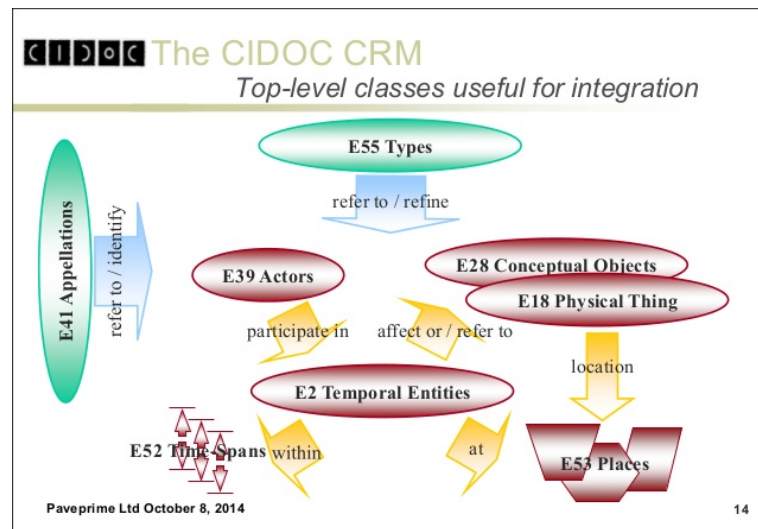 CIDOC The CIDOC CRM
Top-level classes useful for integration
E55 Types
refer to / refine
E41 Appellations
refer to / identify
E39 Actors
E28 Conceptual Objects
E18 Physical Thing
participate in
affect or / refer to
location
E2 Temporal Entities
E52 Time-Spans
within
at
E53 Places
Paveprime Ltd October 8, 2014
14